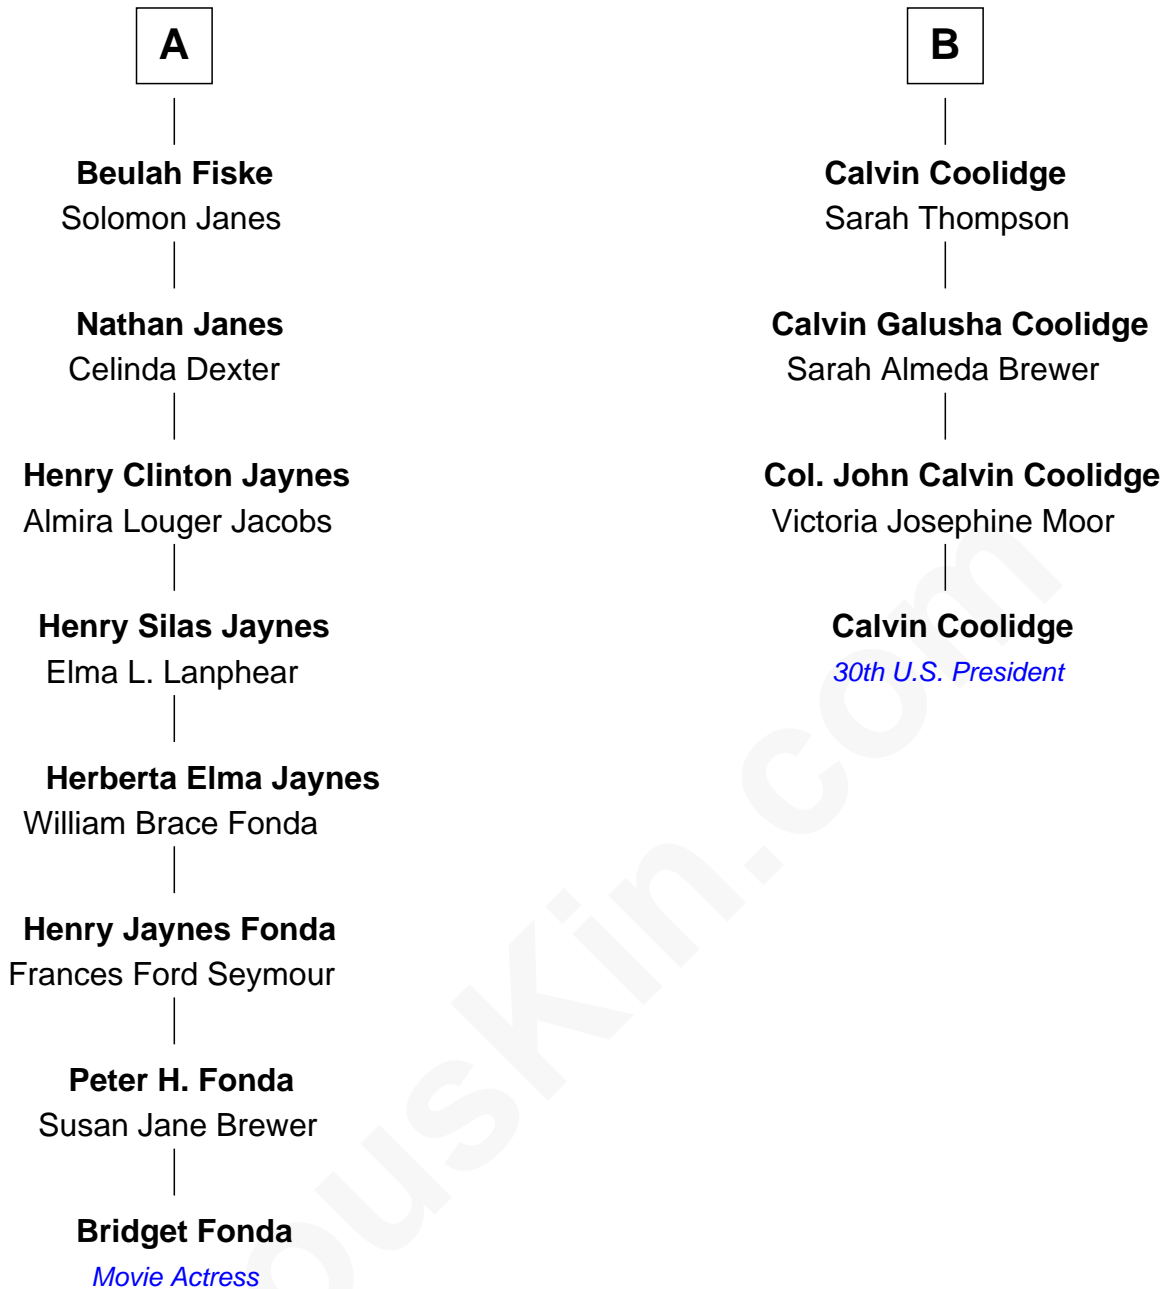 A
Beulah Fiske
Solomon Janes
Nathan Janes
Celinda Dexter
Henry Clinton Jaynes
Almira Louger Jacobs
Henry Silas Jaynes
Elma L. Lanphear
Herberta Elma Jaynes
William Brace Fonda
Henry Jaynes Fonda
Frances Ford Seymour
Peter H. Fonda
Susan Jane Brewer
Bridget Fonda
Movie Actress
B
Calvin Coolidge
Sarah Thompson
Calvin Galusha Coolidge
Sarah Almeda Brewer
Col. John Calvin Coolidge
Victoria Josephine Moor
Calvin Coolidge
30th U.S. President
ousKin.com